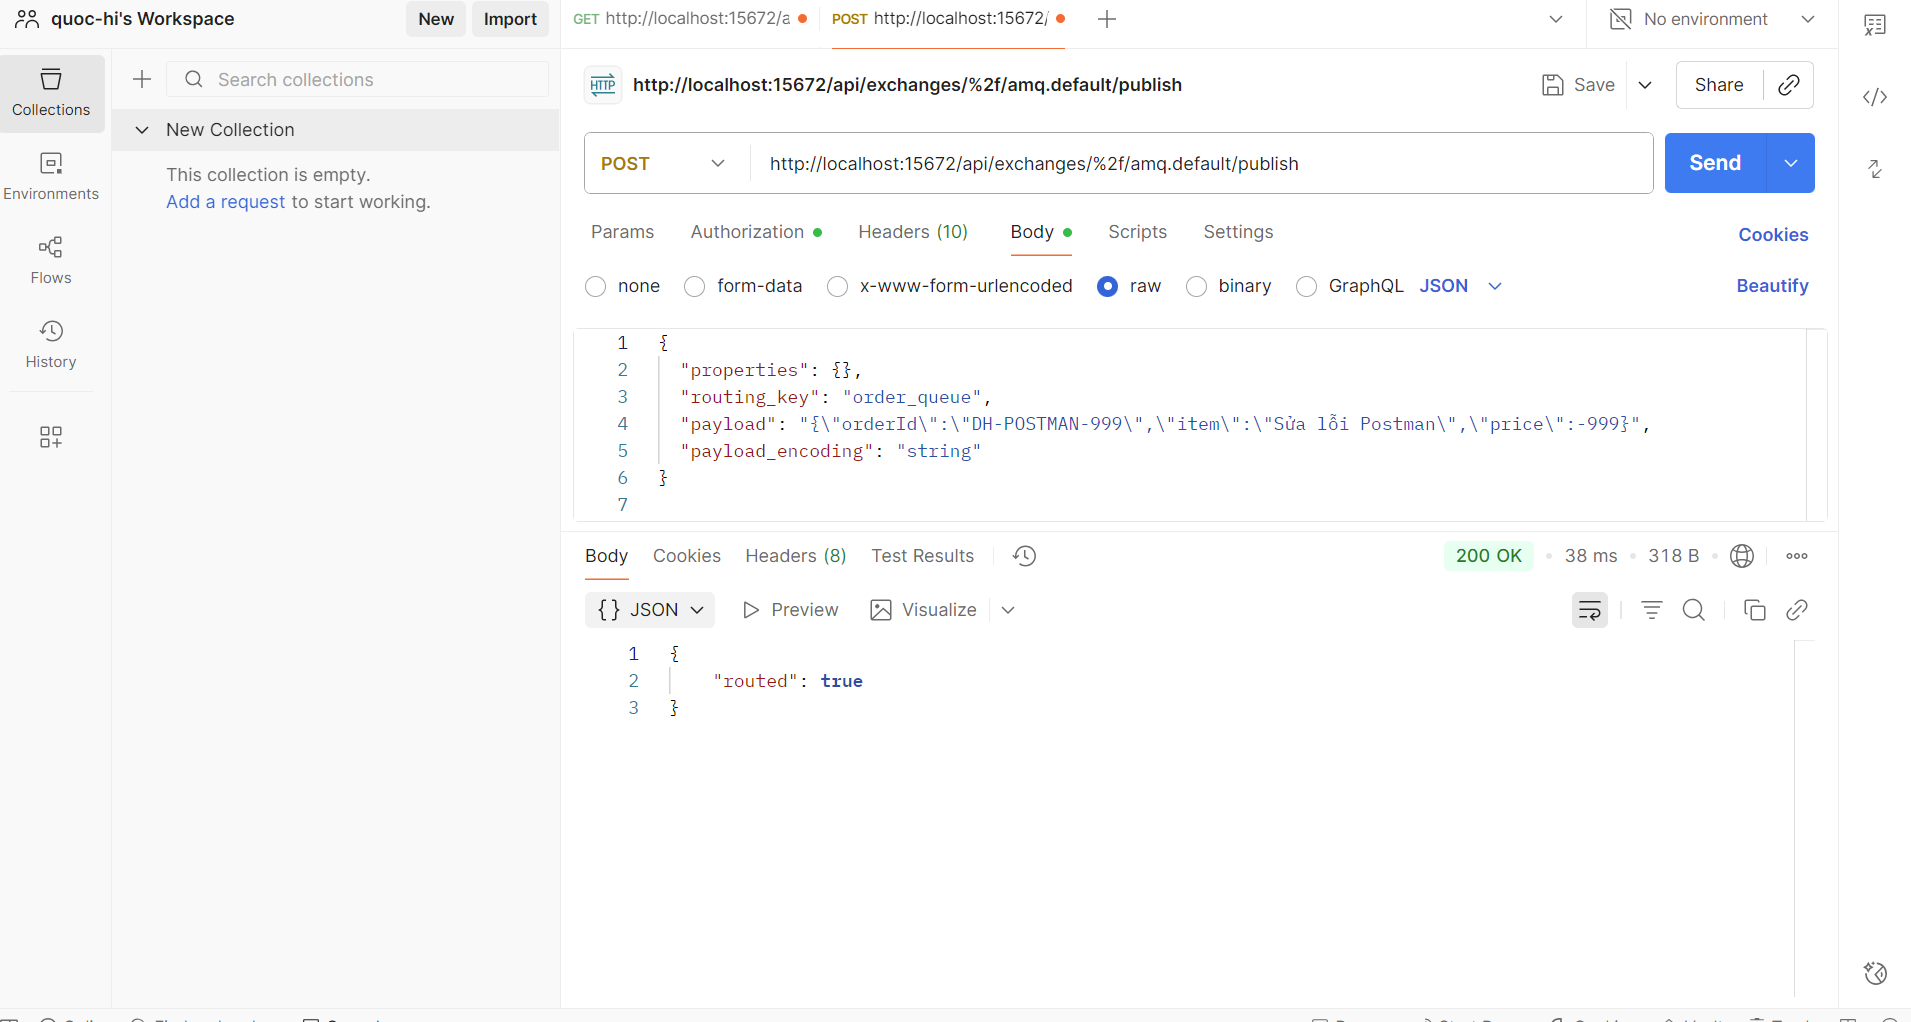 quoc-hi's Workspace
New
Import
GET http://localhost:15672/a
POST http://localhost:15672/
No environment
Collections
Environments
Flows
History
Search collections
New Collection
This collection is empty.
Add a request to start working.
HTTP
http://localhost:15672/api/exchanges/%2f/amq.default/publish
Save
Share
POST
http://localhost:15672/api/exchanges/%2f/amq.default/publish
Send
Params
Authorization
Headers (10)
Body
Scripts
Settings
Cookies
none
form-data
x-www-form-urlencoded
raw
binary
GraphQL
JSON
Beautify
1 {
2 "properties": {},
3 "routing_key": "order_queue",
4 "payload": "{\"orderId\":\"DH-POSTMAN-999\",\"item\":\"Sửa lỗi Postman\",\"price\":-999}",
5 "payload_encoding": "string"
6 }
7
Body
Cookies
Headers (8)
Test Results
200 OK
38 ms
318 B
{} JSON
Preview
Visualize
1 {
2 "routed": true
3 }